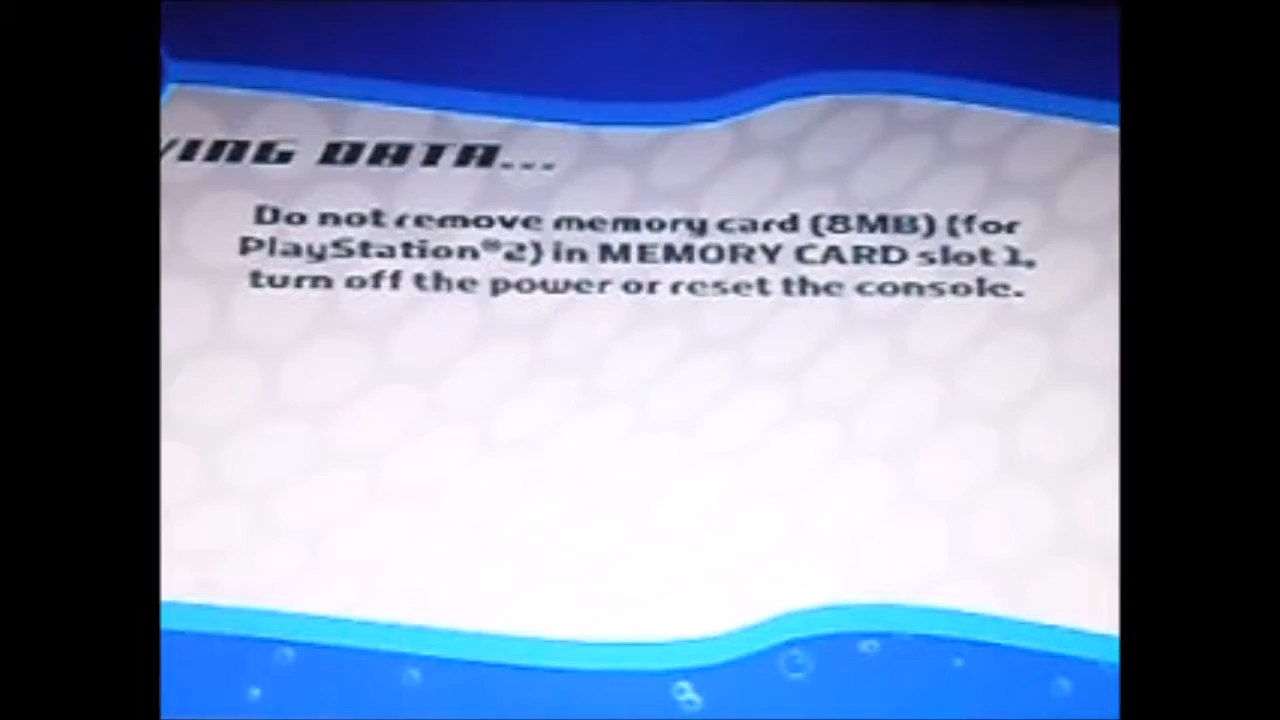 VING DATA...
Do not remove memory card (8MB) (for
PlayStation®2) in MEMORY CARD slot 1,
turn off the power or reset the console.